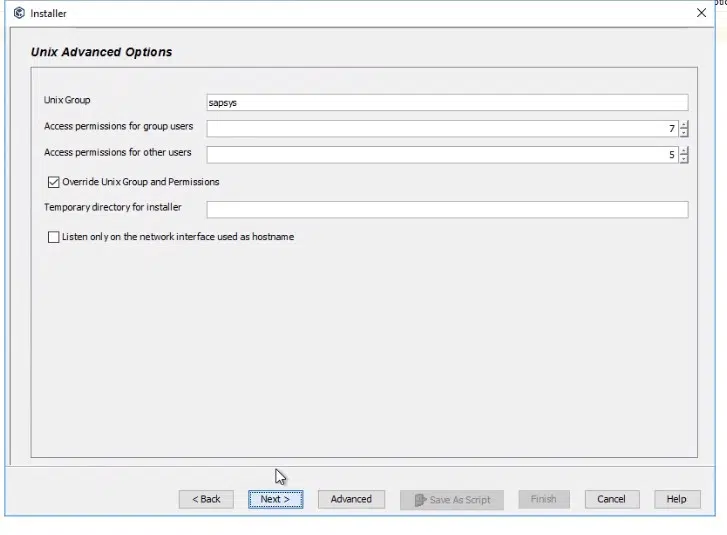 Installer
Unix Advanced Options
Unix Group sapsys
Access permissions for group users 7
Access permissions for other users 5
Override Unix Group and Permissions
Temporary directory for installer
Listen only on the network interface used as hostname
< Back Next > Advanced Save As Script Finish Cancel Help